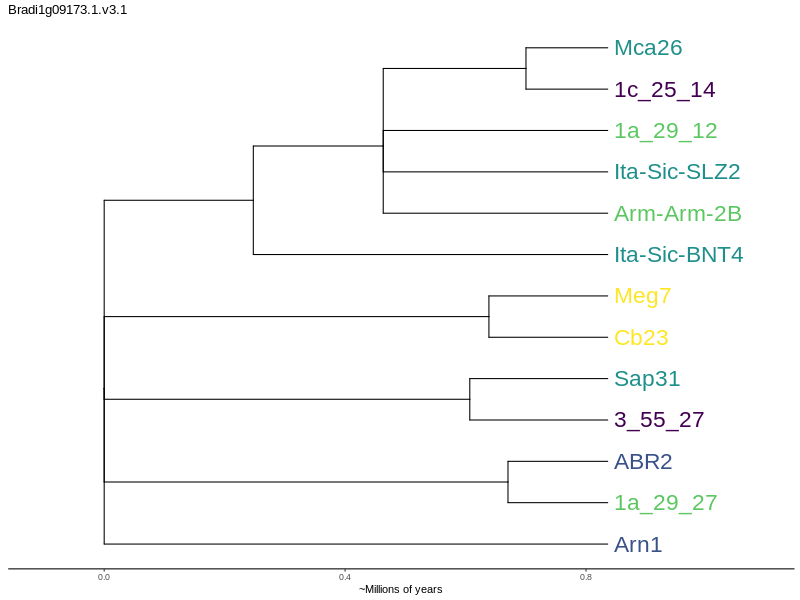 Bradi1g09173.1.v3.1
Mca26
1c_25_14
1a_29_12
Ita-Sic-SLZ2
Arm-Arm-2B
Ita-Sic-BNT4
Meg7
Cb23
Sap31
3_55_27
ABR2
1a_29_27
Arn1
0.0 0.4 0.8
~Millions of years